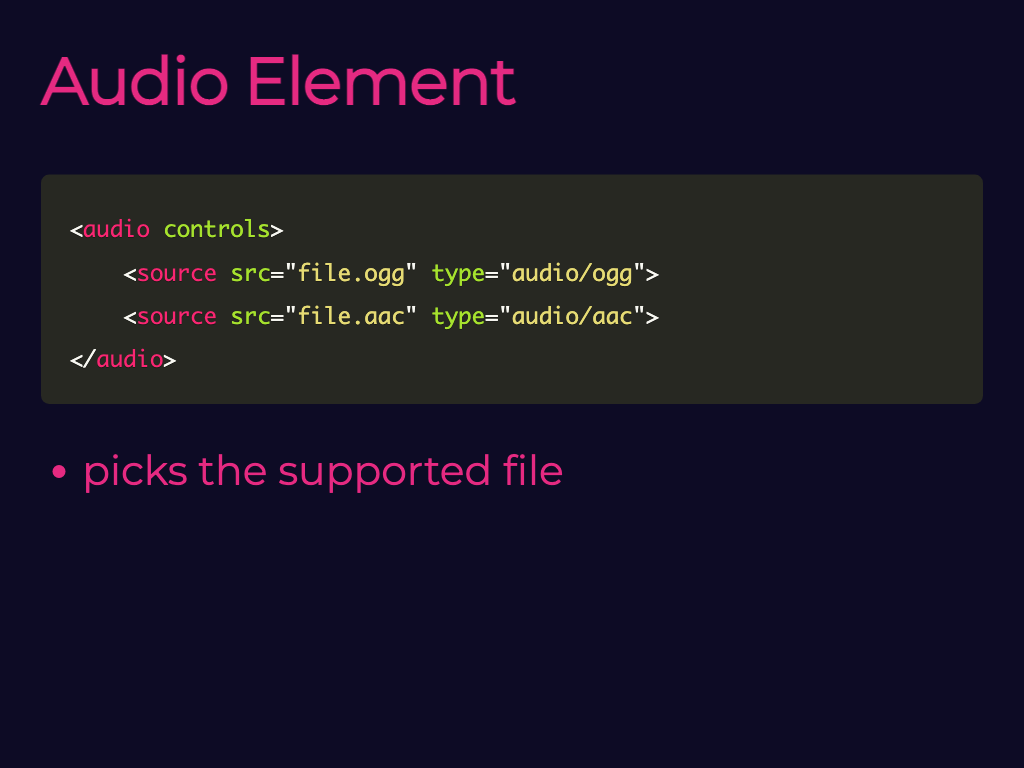 Audio Element
<audio controls>
    <source src="file.ogg" type="audio/ogg">
    <source src="file.aac" type="audio/aac">
</audio>
• picks the supported file